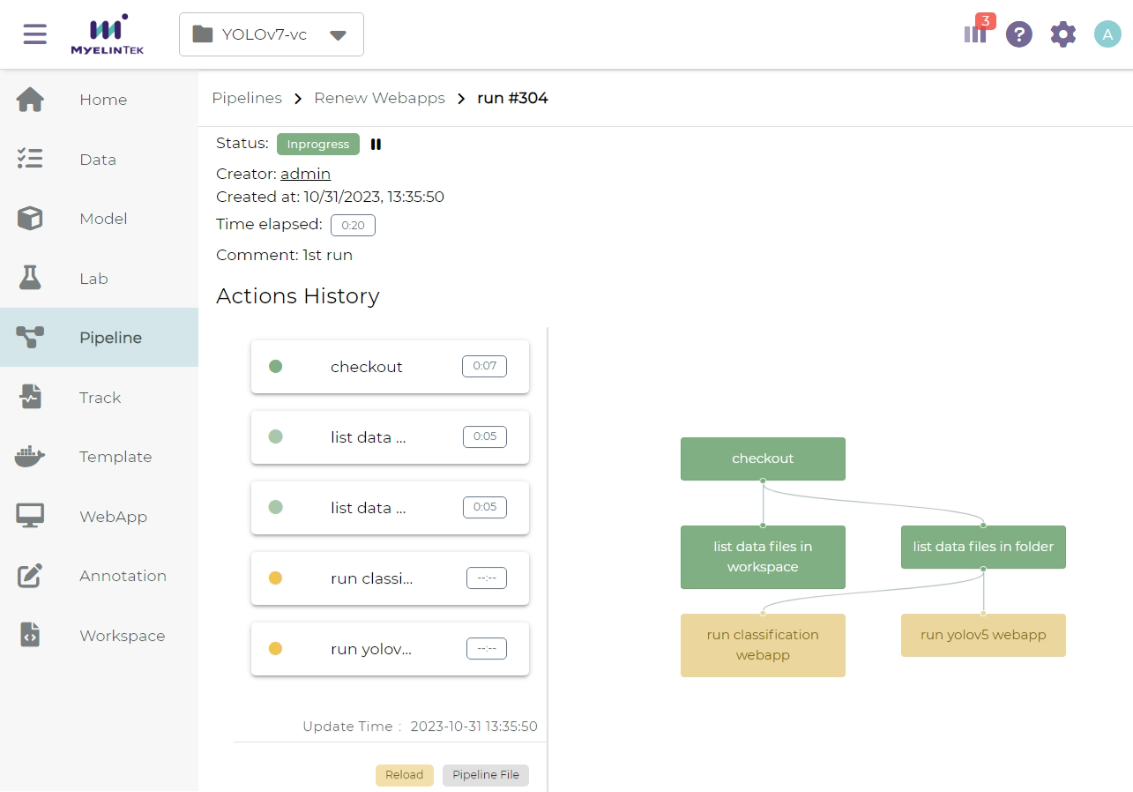 MYELINTEK
YOLOv7-vc
3
?
A
Home
Data
Model
Lab
Pipeline
Track
Template
WebApp
Annotation
Workspace
Pipelines > Renew Webapps > run #304
Status: Inprogress
Creator: admin
Created at: 10/31/2023, 13:35:50
Time elapsed: 0:20
Comment: 1st run
Actions History
checkout 0:07
list data ... 0:05
list data ... 0:05
run classi... --:--
run yolov... --:--
Update Time : 2023-10-31 13:35:50
Reload Pipeline File
checkout
list data files in
workspace
list data files in folder
run classification
webapp
run yolov5 webapp